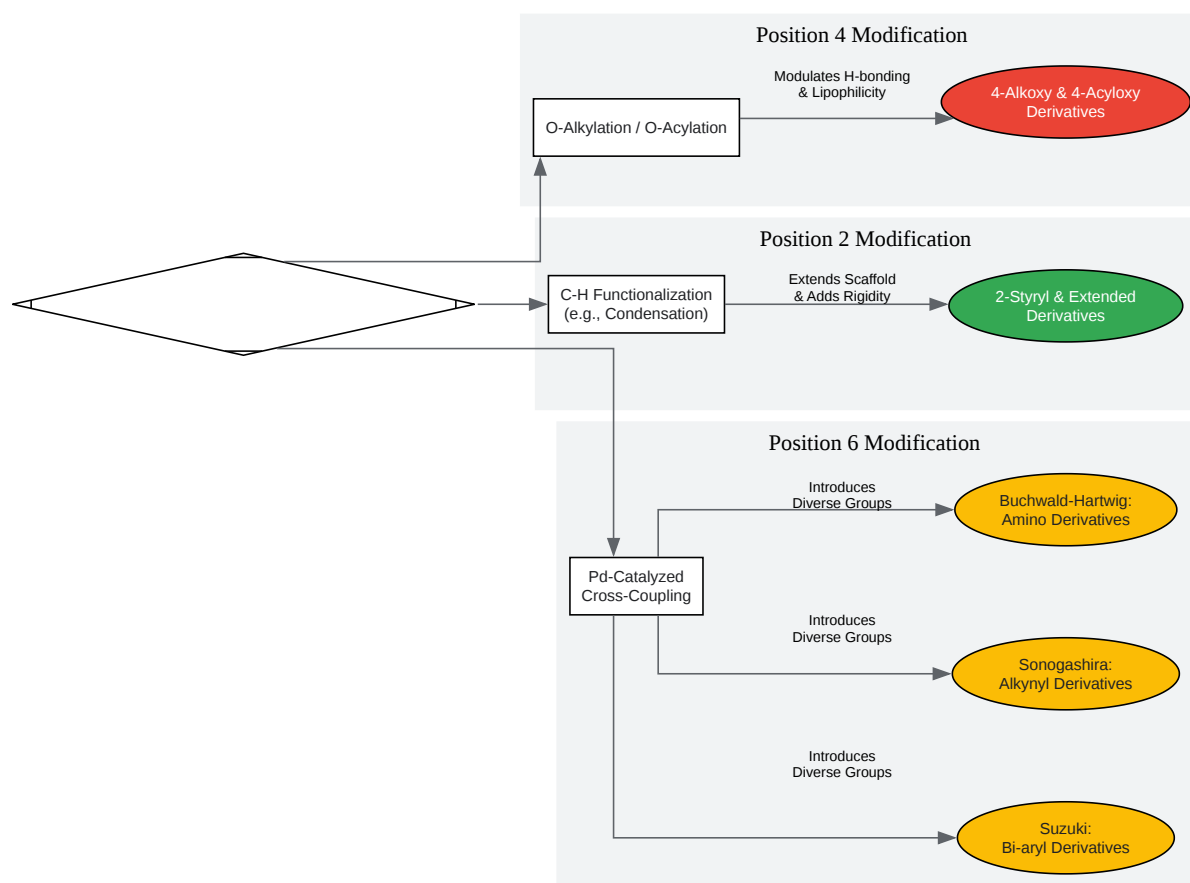 Position 4 Modification
Modulates H-bonding
& Lipophilicity
4-Alkoxy & 4-Acyloxy
Derivatives
O-Alkylation / O-Acylation
Position 2 Modification
Extends Scaffold
& Adds Rigidity
C-H Functionalization
(e.g., Condensation)
2-Styryl & Extended
Derivatives
Position 6 Modification
Introduces
Diverse Groups
Buchwald-Hartwig:
Amino Derivatives
Pd-Catalyzed
Cross-Coupling
Introduces
Diverse Groups
Sonogashira:
Alkynyl Derivatives
Introduces
Diverse Groups
Suzuki:
Bi-aryl Derivatives